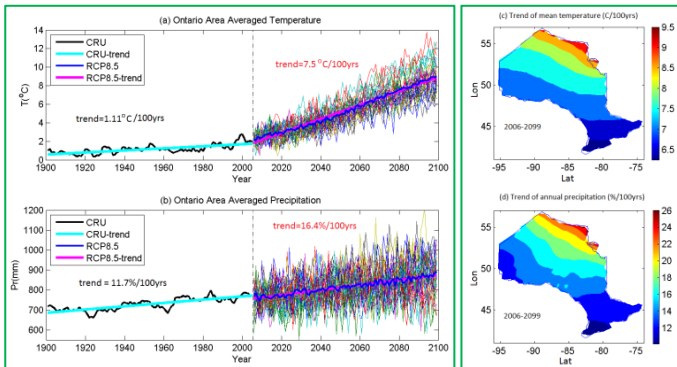 (a) Ontario Area Averaged Temperature
14
12
10
8
6
4
2
0
T(°C)
CRU
CRU-trend
RCP8.5
RCP8.5-trend
trend=7.5 °C/100yrs
trend=1.11°C/100yrs
1900 1920 1940 1960 1980 2000 2020 2040 2060 2080 2100
Year
(b) Ontario Area Averaged Precipitation
1200
1100
1000
900
800
700
600
Pr(mm)
CRU
CRU-trend
RCP8.5
RCP8.5-trend
trend=16.4%/100yrs
trend = 11.7%/100yrs
1900 1920 1940 1960 1980 2000 2020 2040 2060 2080 2100
Year
(c) Trend of mean temperature (C/100yrs)
55
50
45
Lon
2006-2099
-95 -90 -85 -80 -75
Lat
9.5
9
8.5
8
7.5
7
6.5
(d) Trend of annual precipitation (%/100yrs)
55
50
45
Lon
2006-2099
-95 -90 -85 -80 -75
Lat
26
24
22
20
18
16
14
12